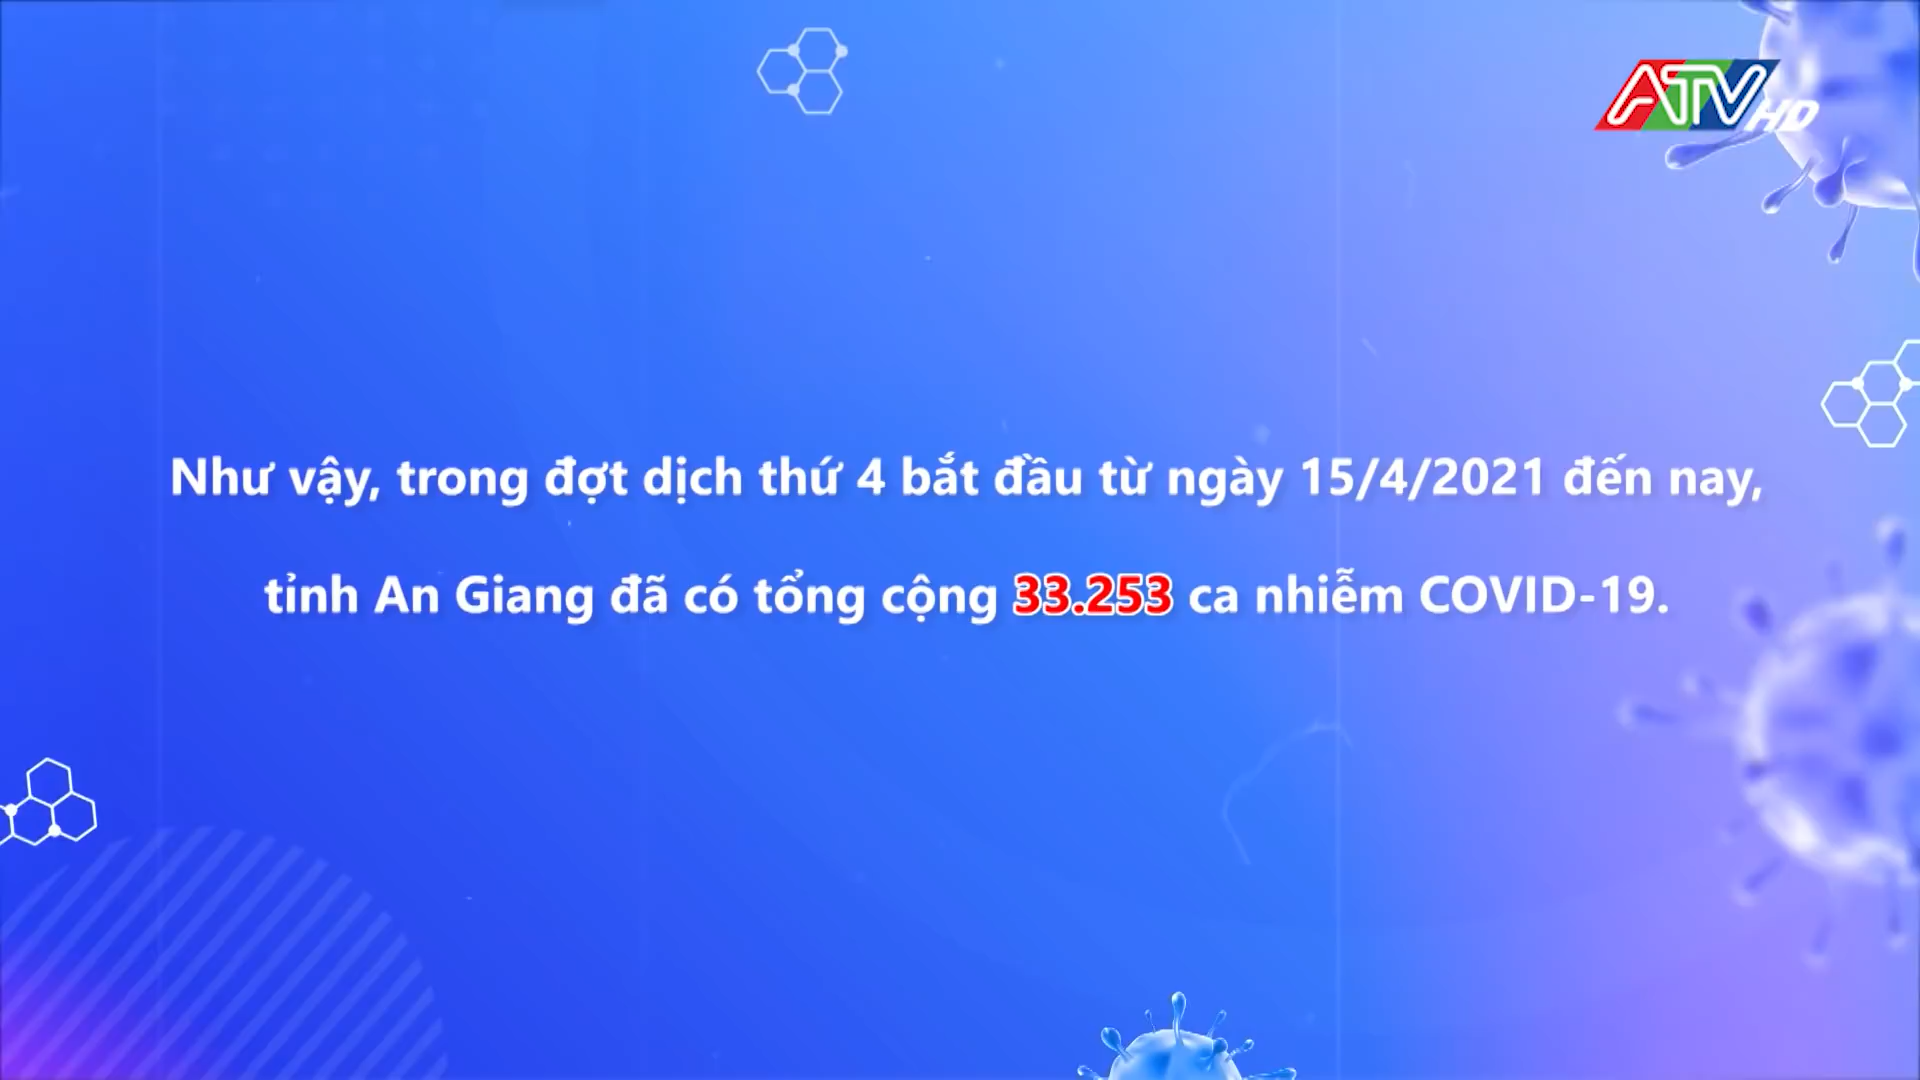 ATV HD
Như vậy, trong đợt dịch thứ 4 bắt đầu từ ngày 15/4/2021 đến nay,
tỉnh An Giang đã có tổng cộng 33.253 ca nhiễm COVID-19.